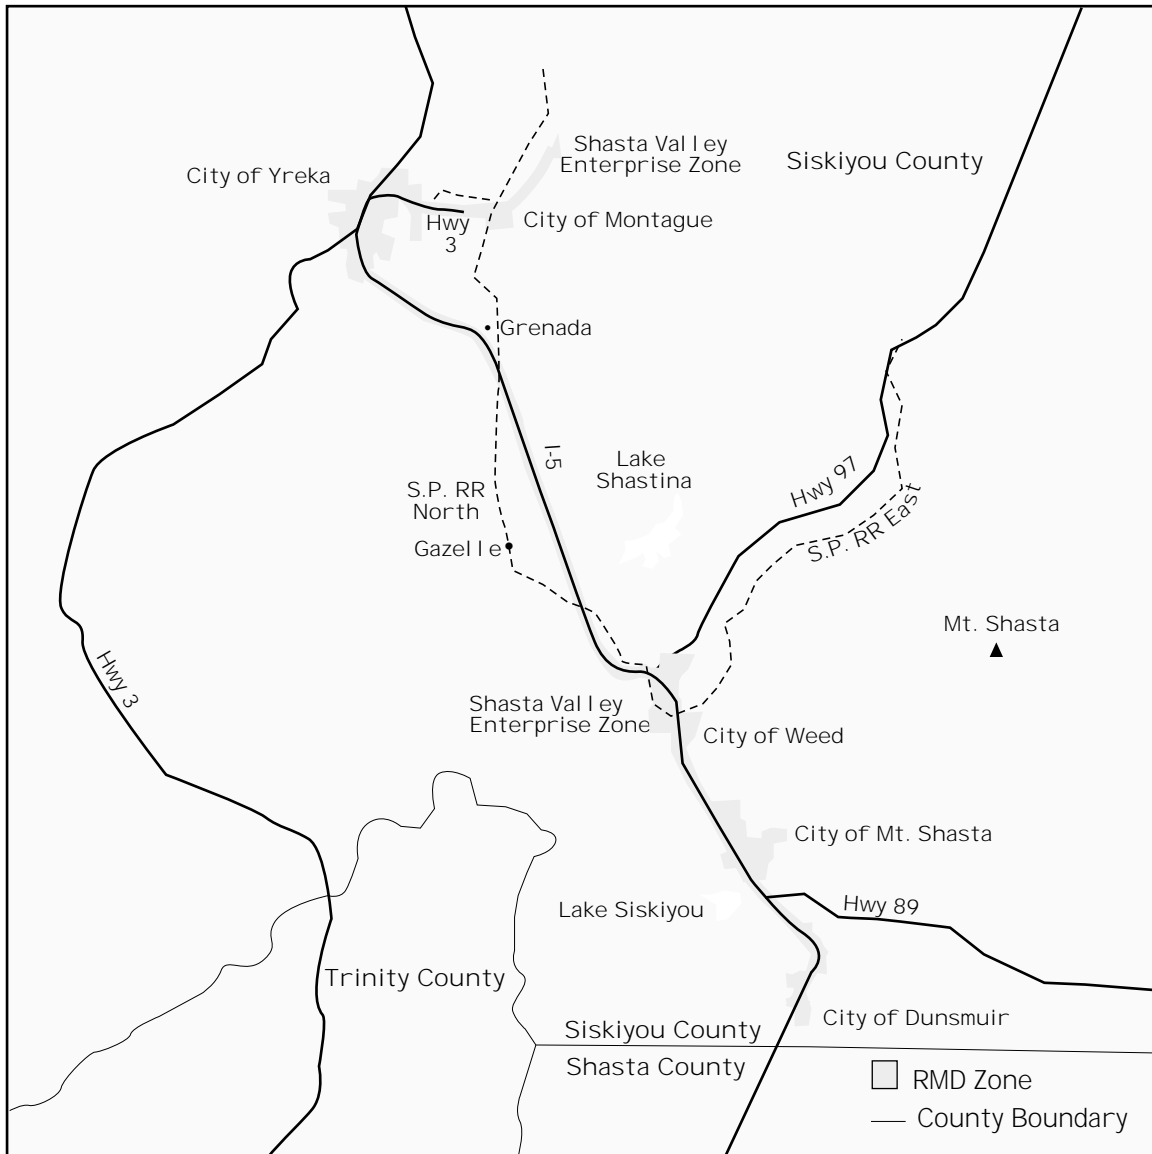 Shasta Valley
Enterprise Zone
Siskiyou County
City of Yreka
City of Montague
Hwy
3
Grenada
I-5
Lake
Shastina
Hwy 97
S.P. RR
North
S.P. RR East
Gazelle
Mt. Shasta
Hwy 3
Shasta Valley
Enterprise Zone
City of Weed
City of Mt. Shasta
Lake Siskiyou
Hwy 89
Trinity County
City of Dunsmuir
Siskiyou County
Shasta County
RMD Zone
County Boundary